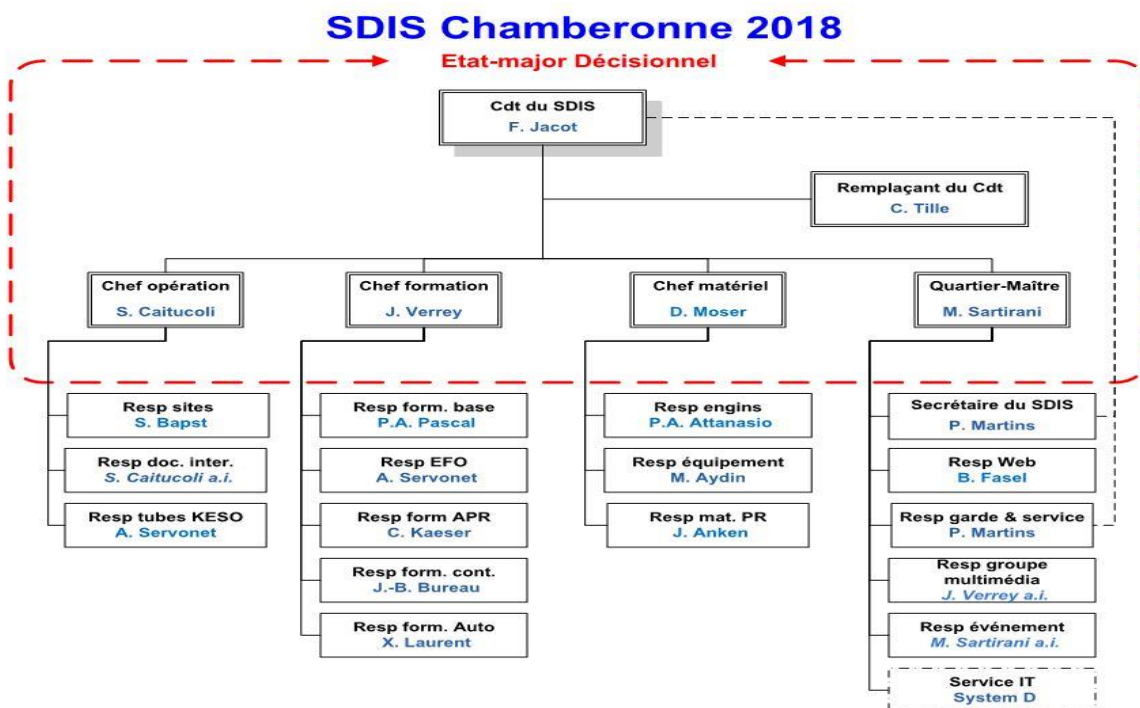 SDIS Chamberonne 2018
Etat-major Décisionnel
Cdt du SDIS
F. Jacot
Remplaçant du Cdt
C. Tille
Chef opération
S. Caitucoli
Chef formation
J. Verrey
Chef matériel
D. Moser
Quartier-Maître
M. Sartirani
Resp sites
S. Bapst
Resp doc. inter.
S. Caitucoli a.i.
Resp tubes KESO
A. Servonet
Resp form. base
P.A. Pascal
Resp EFO
A. Servonet
Resp form APR
C. Kaeser
Resp form. cont.
J.-B. Bureau
Resp form. Auto
X. Laurent
Resp engins
P.A. Attanasio
Resp équipement
M. Aydin
Resp mat. PR
J. Anken
Secrétaire du SDIS
P. Martins
Resp Web
B. Fasel
Resp garde & service
P. Martins
Resp groupe
multimédia
J. Verrey a.i.
Resp événement
M. Sartirani a.i.
Service IT
System D